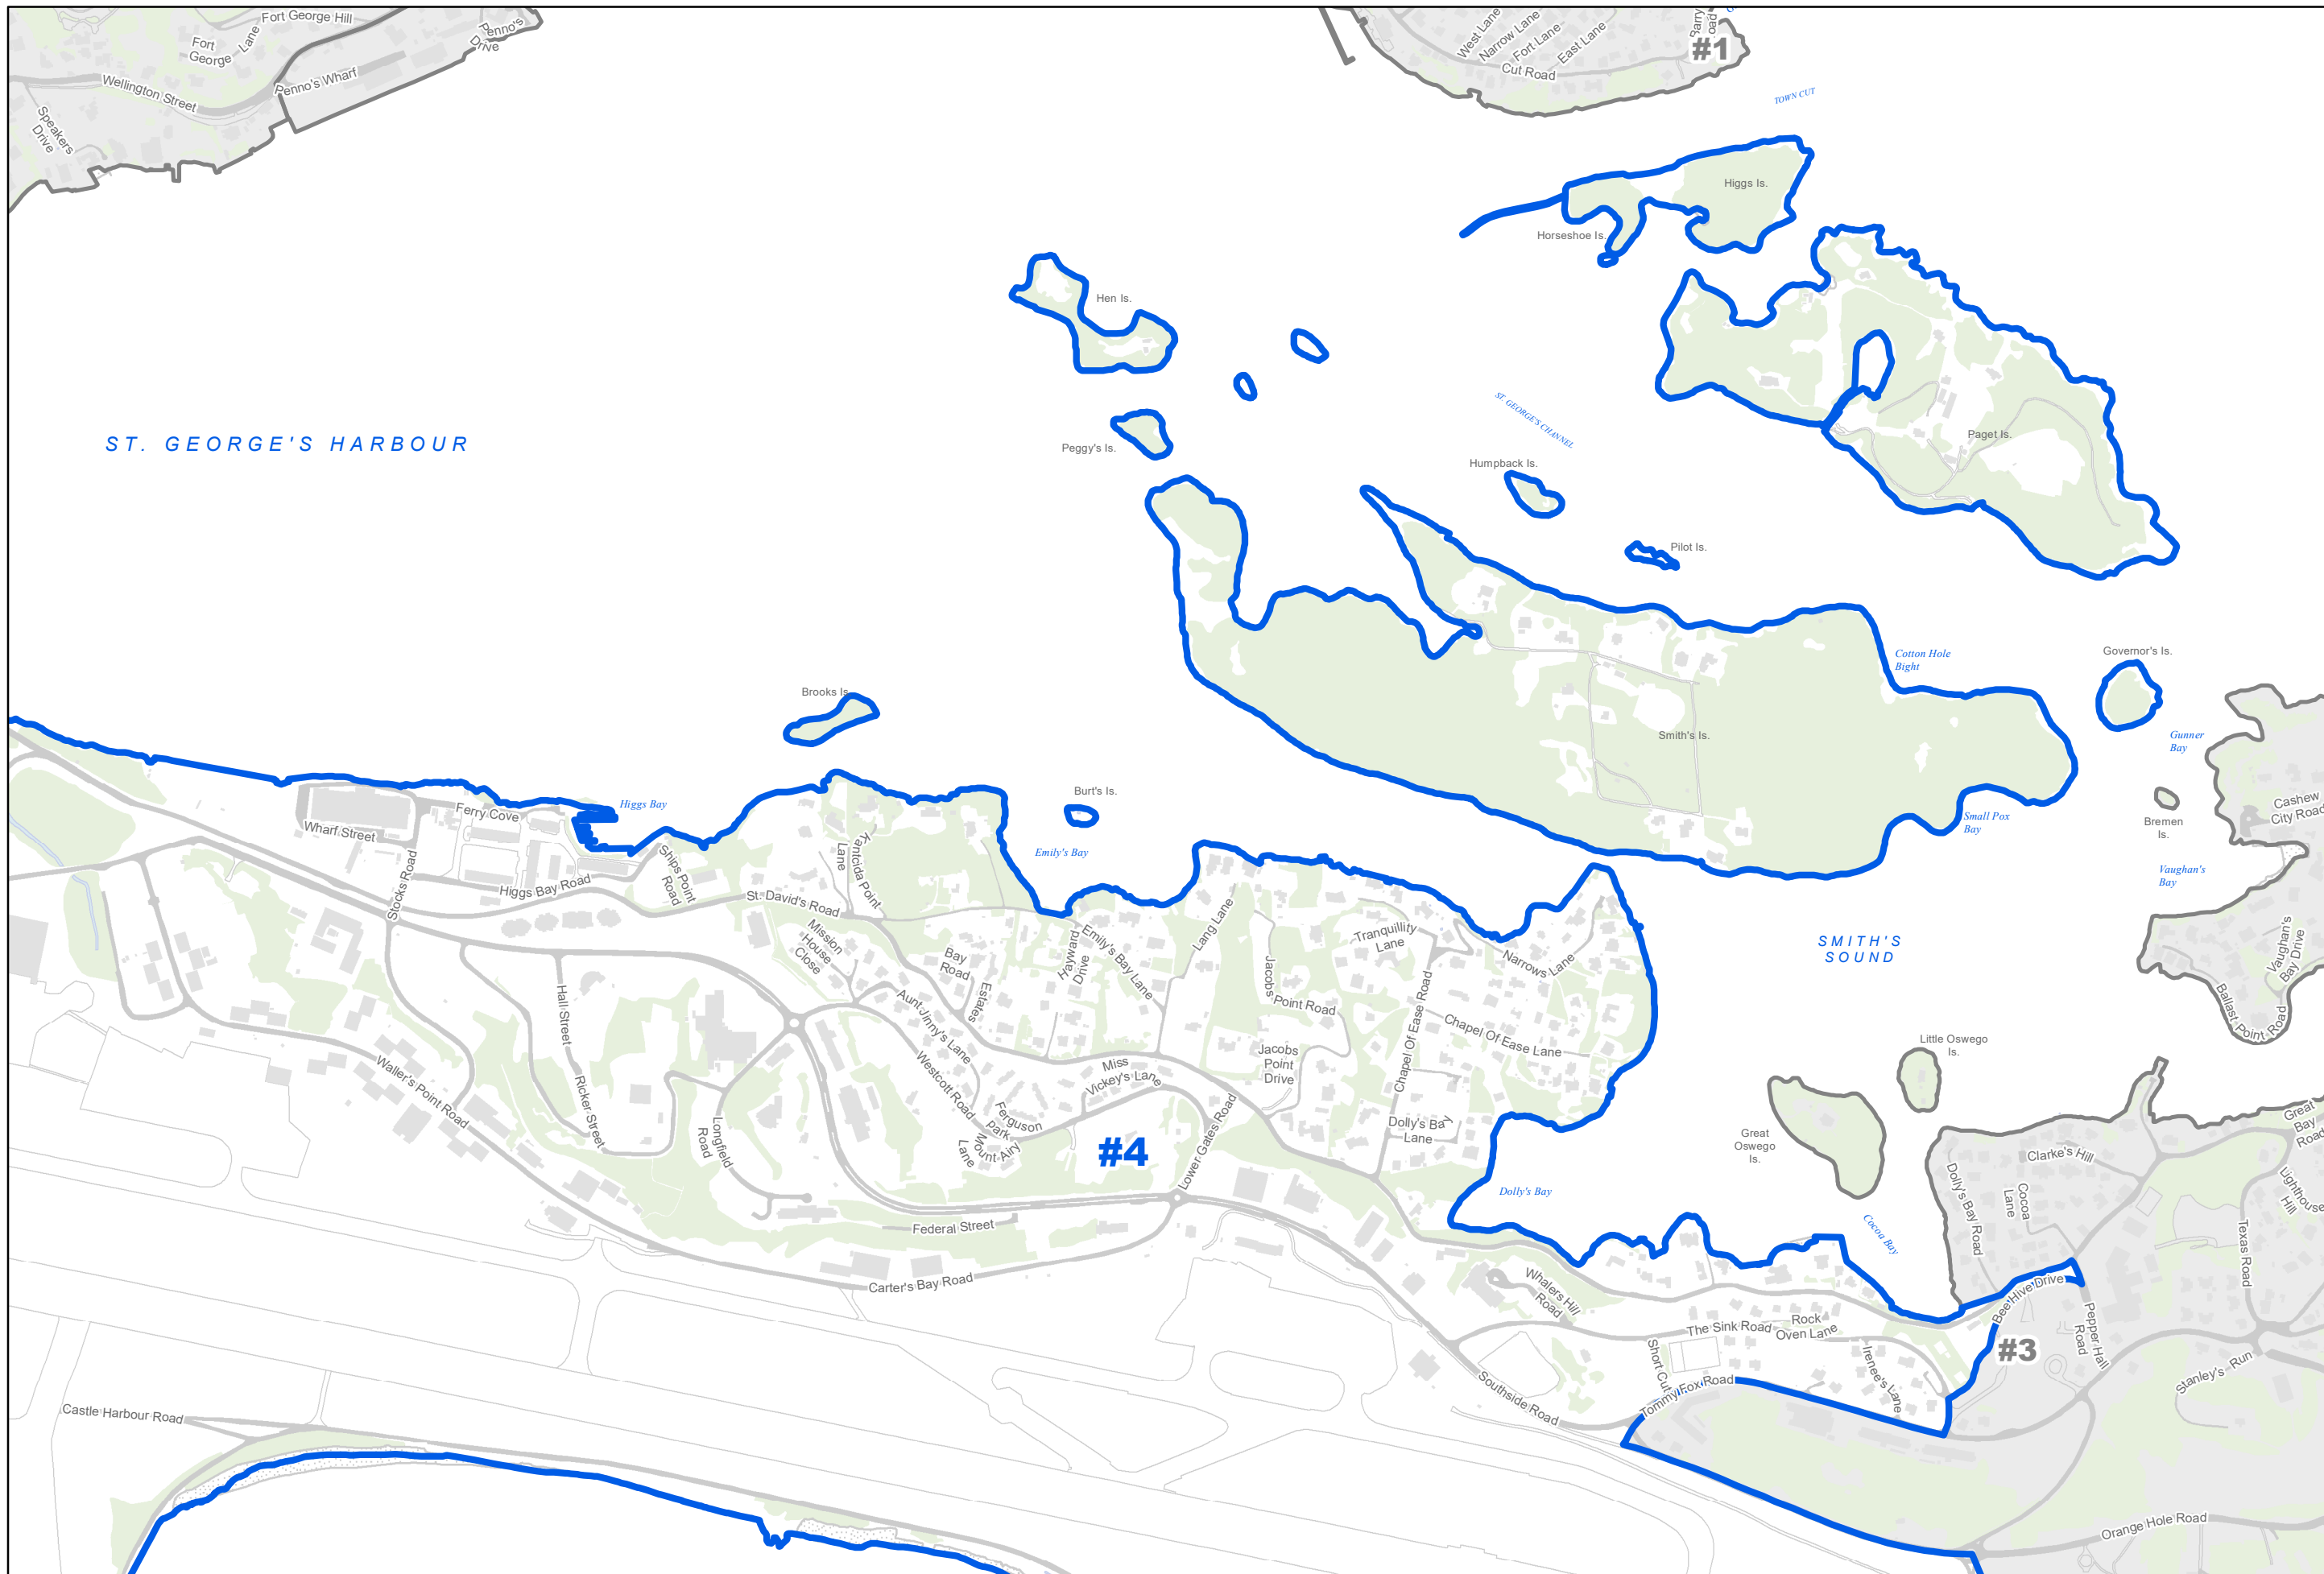 Fort George Hill
Fort
George
Lane
Penno's
Drive
Wellington Street
Penno's Wharf
Speakers
Drive
West Lane
Narrow Lane
Fort Lane
East Lane
Cut Road
Barry
#1
TOWN CUT
Higgs Is.
Horseshoe Is.
Hen Is.
ST. GEORGE'S HARBOUR
Peggy's Is.
ST. GEORGE'S CHANNEL
Humpback Is.
Paget Is.
Pilot Is.
Cotton Hole
Bight
Governor's Is.
Brooks Is.
Smith's Is.
Gunner
Bay
Burt's Is.
Higgs Bay
Small Pox
Bay
Bremen
Is.
Cashew
City Road
Ferry Cove
Wharf Street
Emily's Bay
Vaughan's
Bay
Stocks Road
Higgs Bay Road
Ships Point
Road
Kantcida Point
Lane
St. David's Road
Mission
House
Close
Bay
Road
Estates
Hayward
Drive
Emily's Bay Lane
Lang Lane
Tranquillity
Lane
Narrows Lane
SMITH'S
SOUND
Vaughan's
Bay Drive
Ballast Point Road
Hall Street
Aunt Jinny's Lane
Jacobs
Point Road
Chapel Of Ease Road
Chapel Of Ease Lane
Little Oswego
Is.
Waller's Point Road
Ricker Street
Westcott Road
Miss
Vickey's Lane
Jacobs
Point
Drive
Longfield
Road
Ferguson
park
Mount Airy
Lane
#4
Lower Gates Road
Dolly's Bay
Lane
Great
Oswego
Is.
Great
Bay
Road
Clarke's Hill
Cocoa
Lane
Dolly's Bay Road
Lighthouse
Hill
Dolly's Bay
Cocoa Bay
Texas Road
Federal Street
Carter's Bay Road
Whalers Hill
Road
Bee Hive Drive
Pepper Hall
Road
The Sink Road
Rock
Oven Lane
#3
Short Cut
Irenee's Lane
Stanley's Run
Tommy Fox Road
Southside Road
Castle Harbour Road
Orange Hole Road